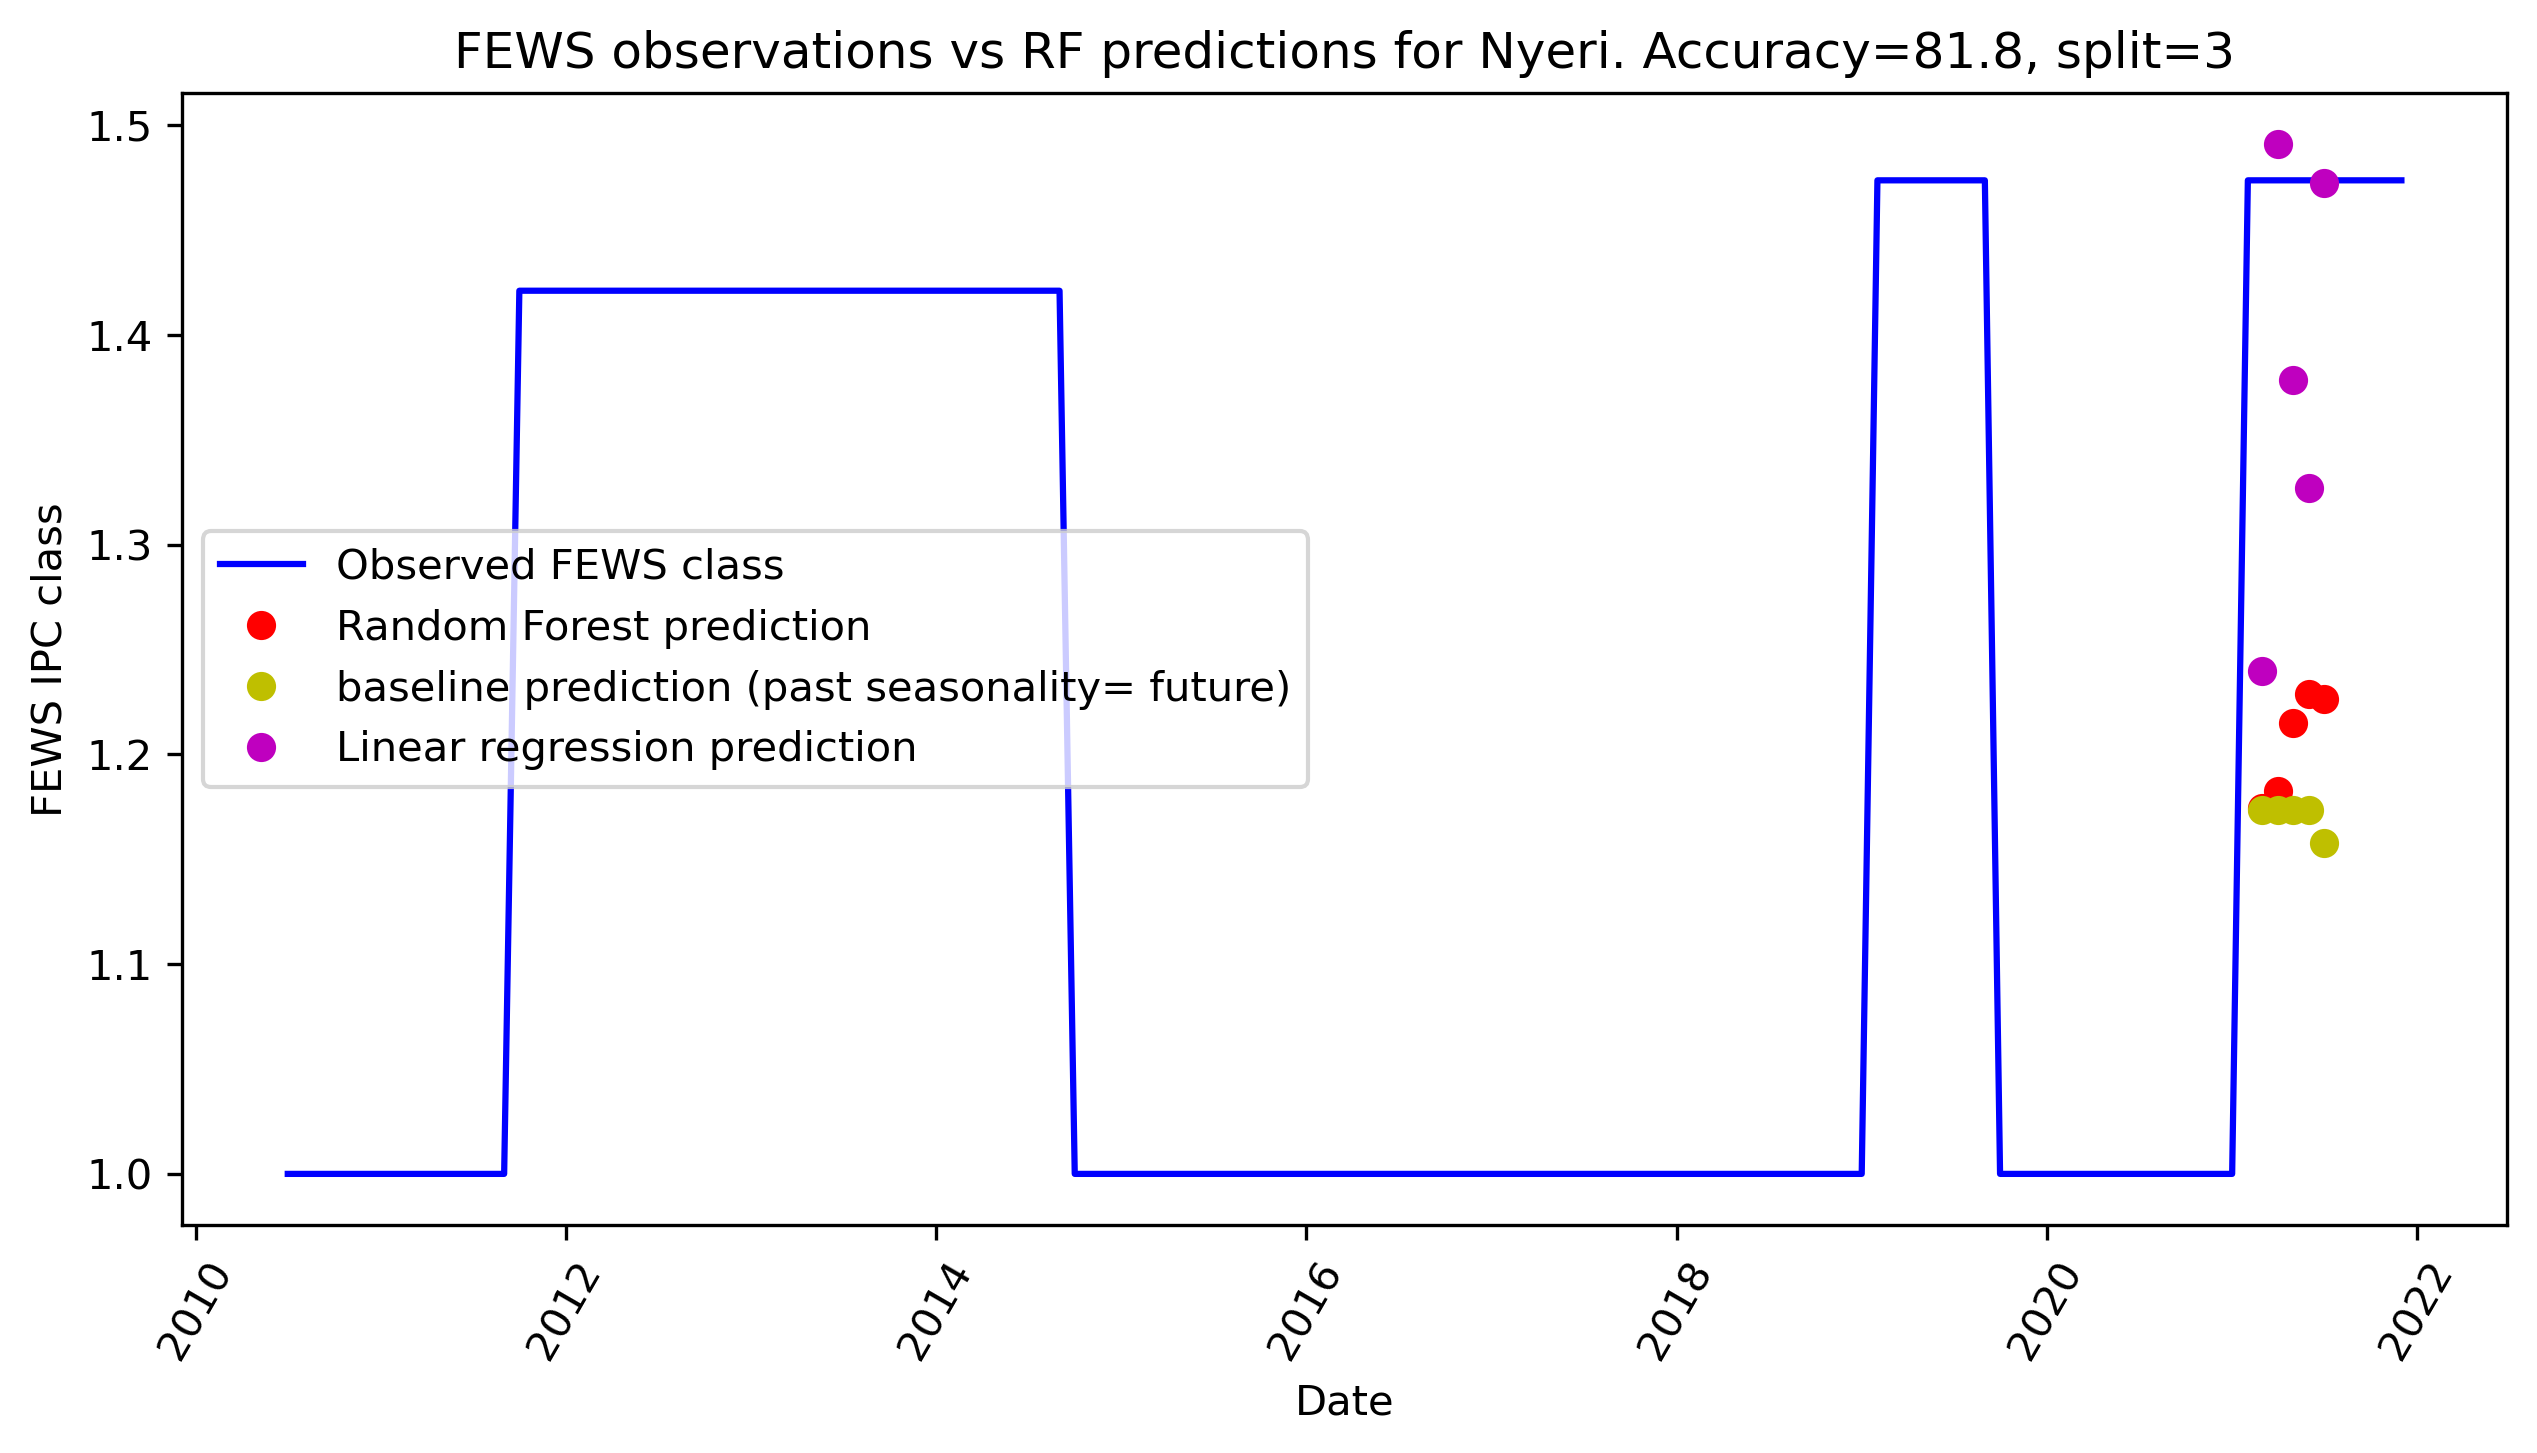 FEWS observations vs RF predictions for Nyeri. Accuracy=81.8, split=3
FEWS IPC class
1.5
1.4
1.3
1.2
1.1
1.0
Observed FEWS class
Random Forest prediction
baseline prediction (past seasonality= future)
Linear regression prediction
2010
2012
2014
2016
2018
2020
2022
Date